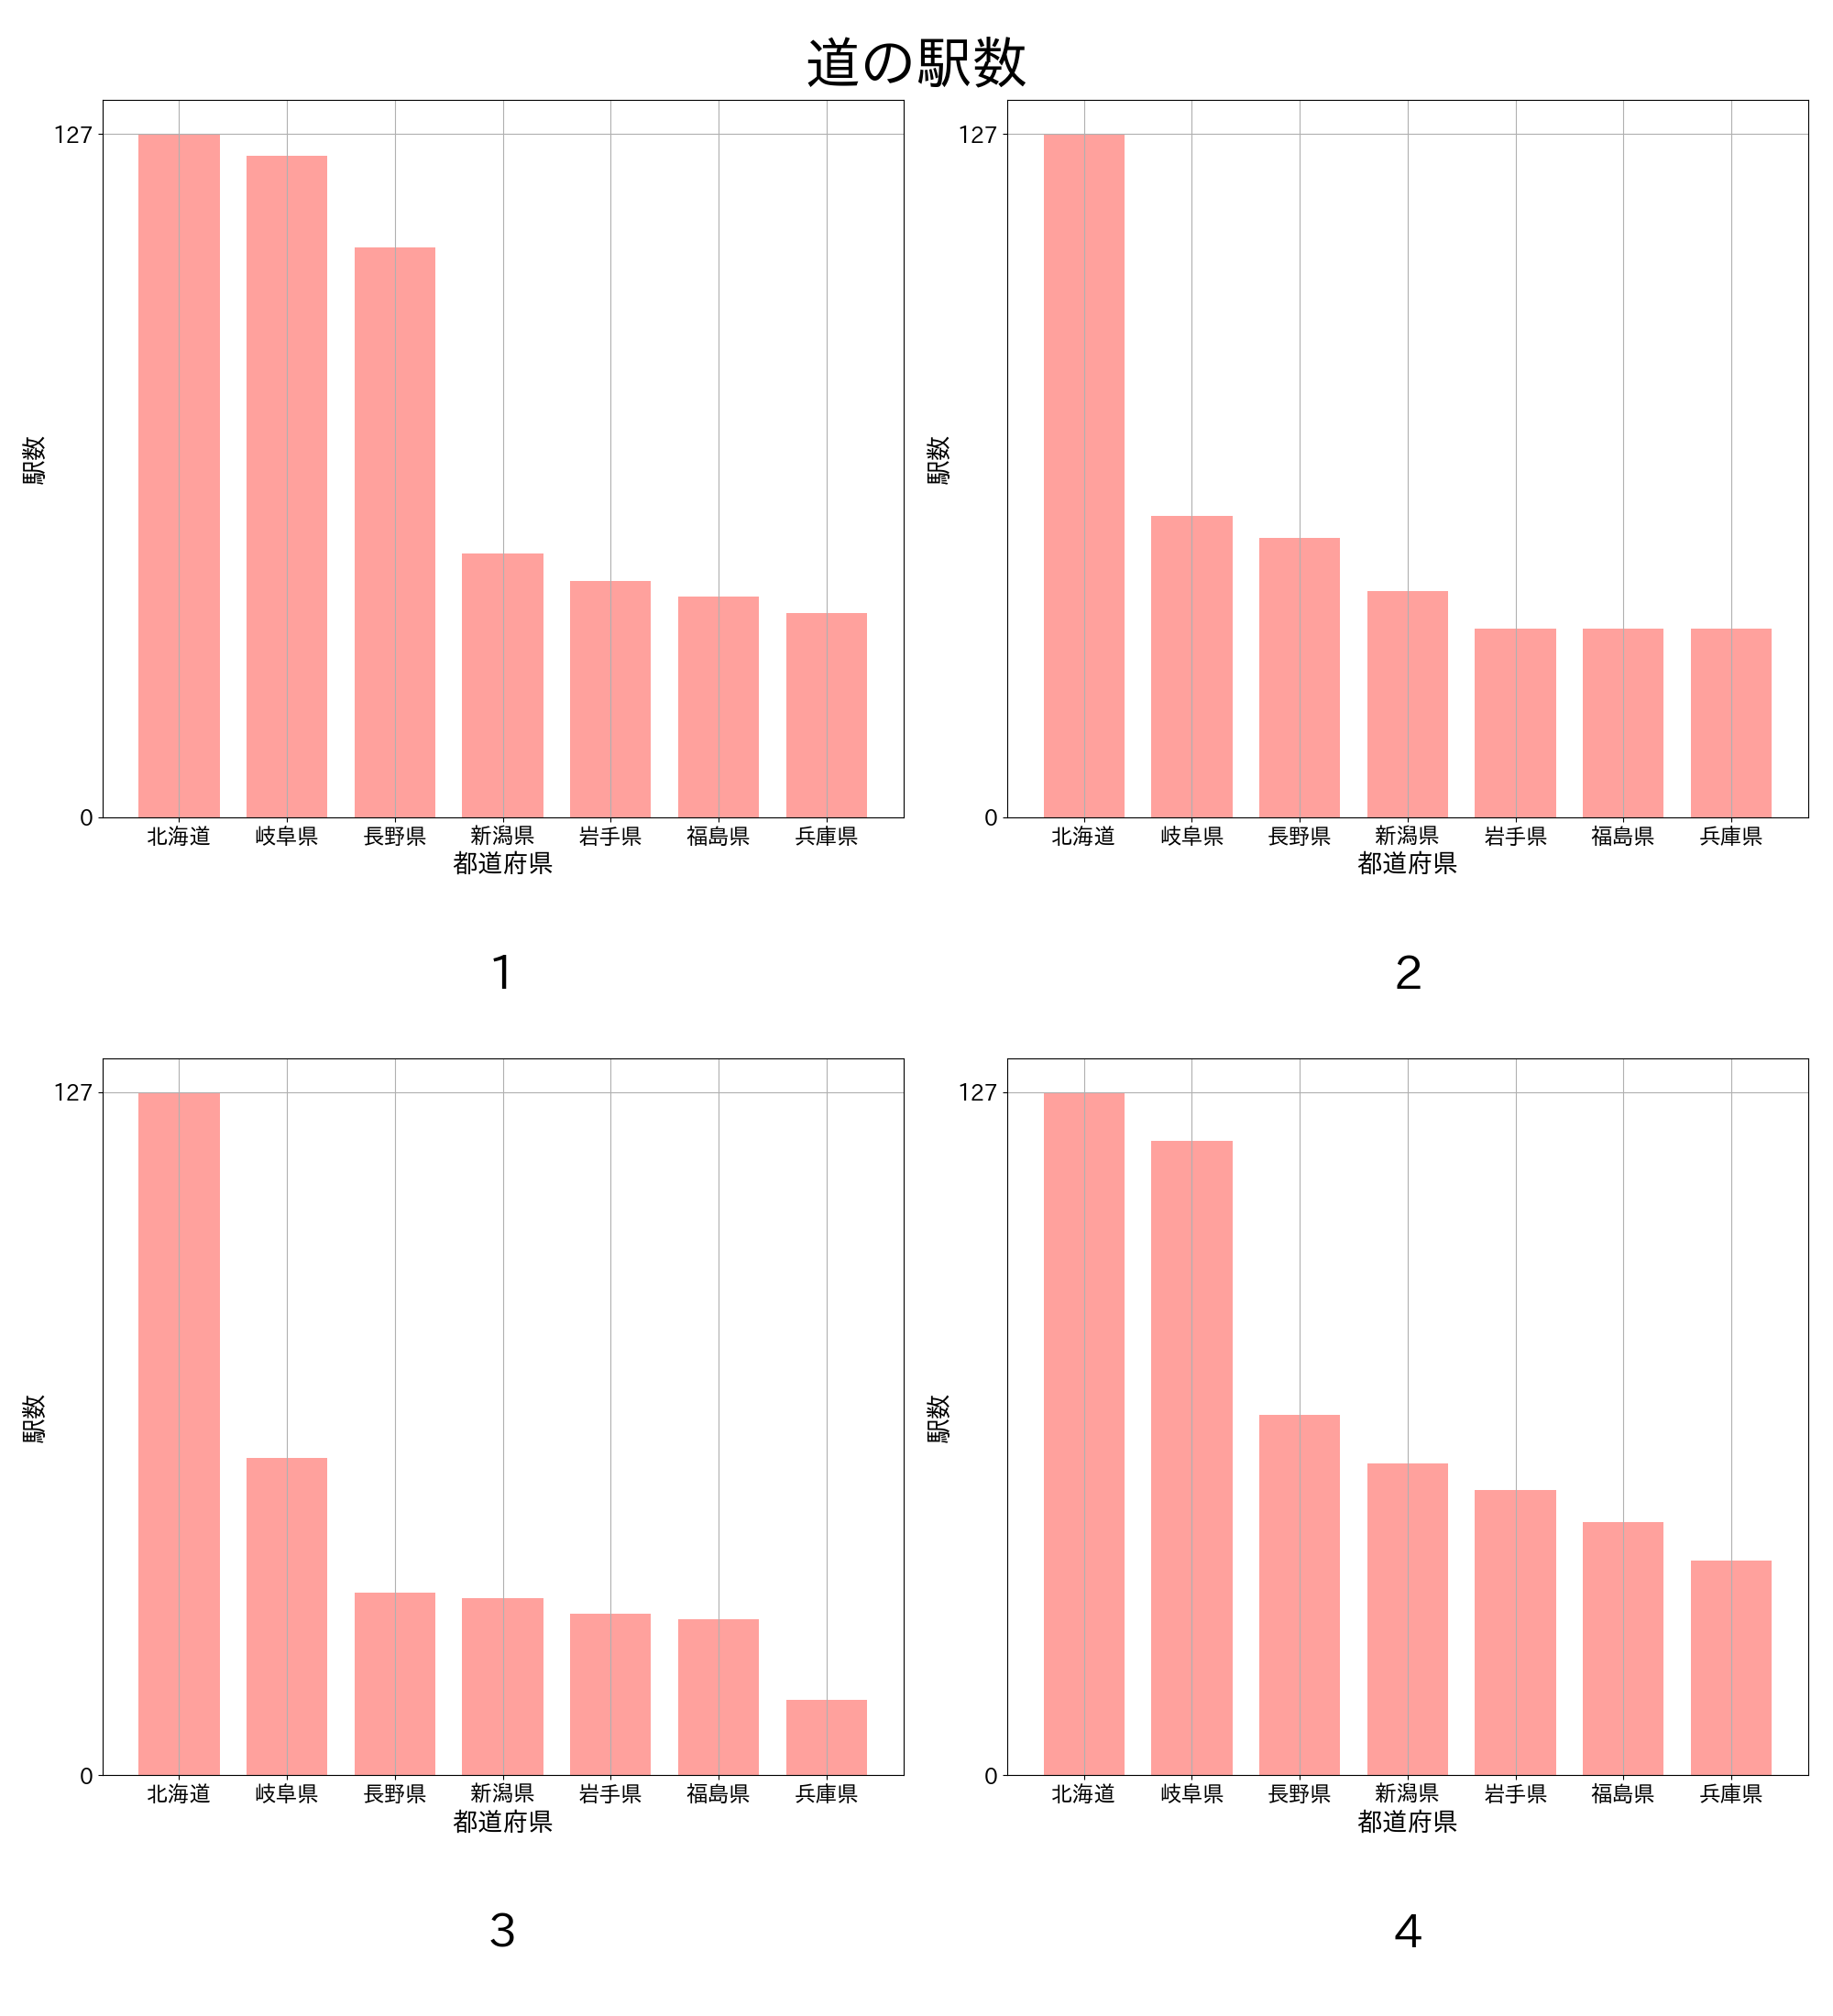 道の駅数
127
0
駅数
北海道 岐阜県 長野県 新潟県 岩手県 福島県 兵庫県
都道府県
1
127
0
駅数
北海道 岐阜県 長野県 新潟県 岩手県 福島県 兵庫県
都道府県
2
127
0
駅数
北海道 岐阜県 長野県 新潟県 岩手県 福島県 兵庫県
都道府県
3
127
0
駅数
北海道 岐阜県 長野県 新潟県 岩手県 福島県 兵庫県
都道府県
4